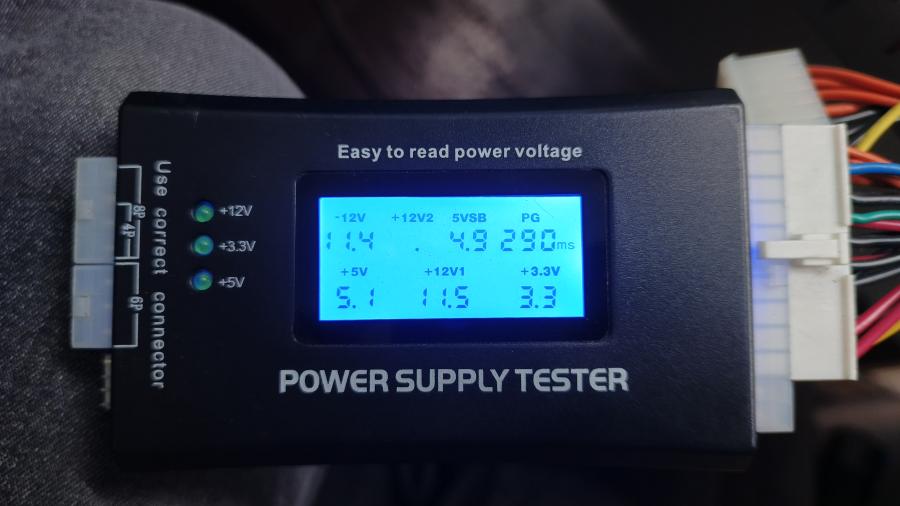 Easy to read power voltage
-12V +12V2 5VSB PG
11.4 . 4.9 290ms
+5V +12V1 +3.3V
5.1 11.5 3.3
POWER SUPPLY TESTER
+12V
+3.3V
+5V
Use correct connector
8P
4P
6P